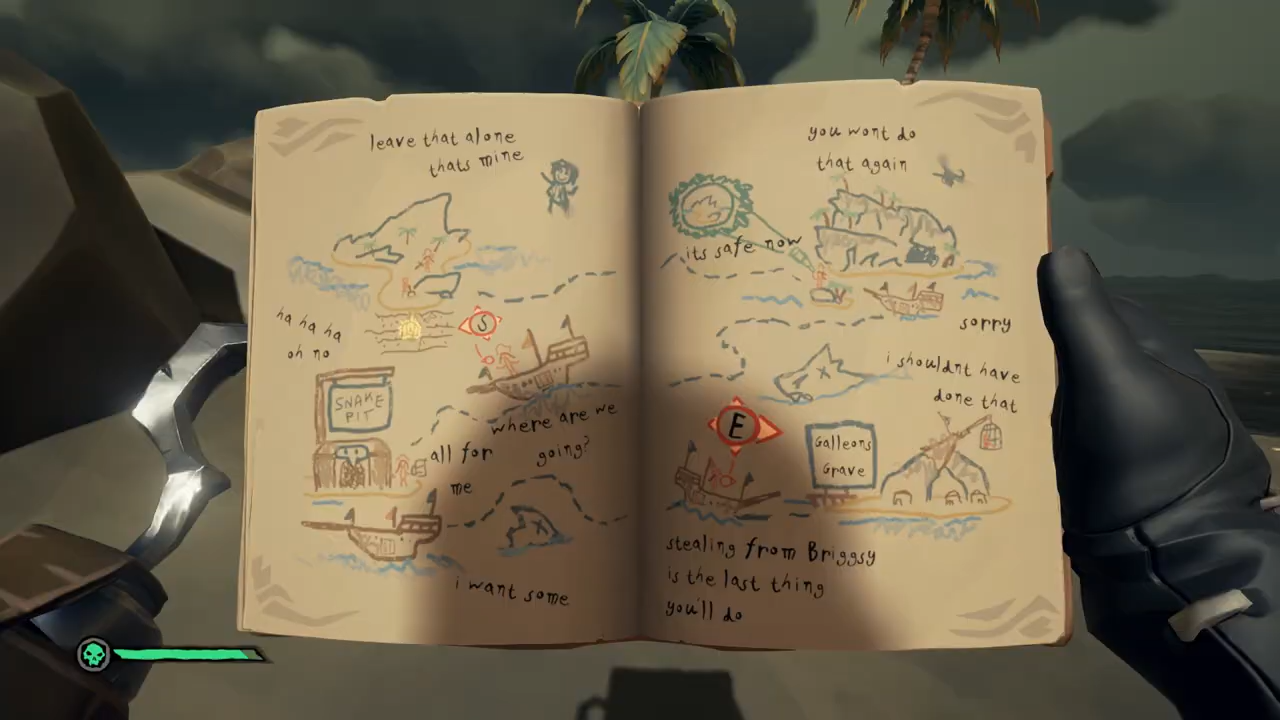 leave that alone
thats mine
ha ha ha
oh no
S
SNAKE
PIT
where are we
going?
all for
me
i want some
you wont do
that again
its safe now
sorry
i shouldnt have
done that
E
Galleons
Grave
stealing from Briggsy
is the last thing
you'll do